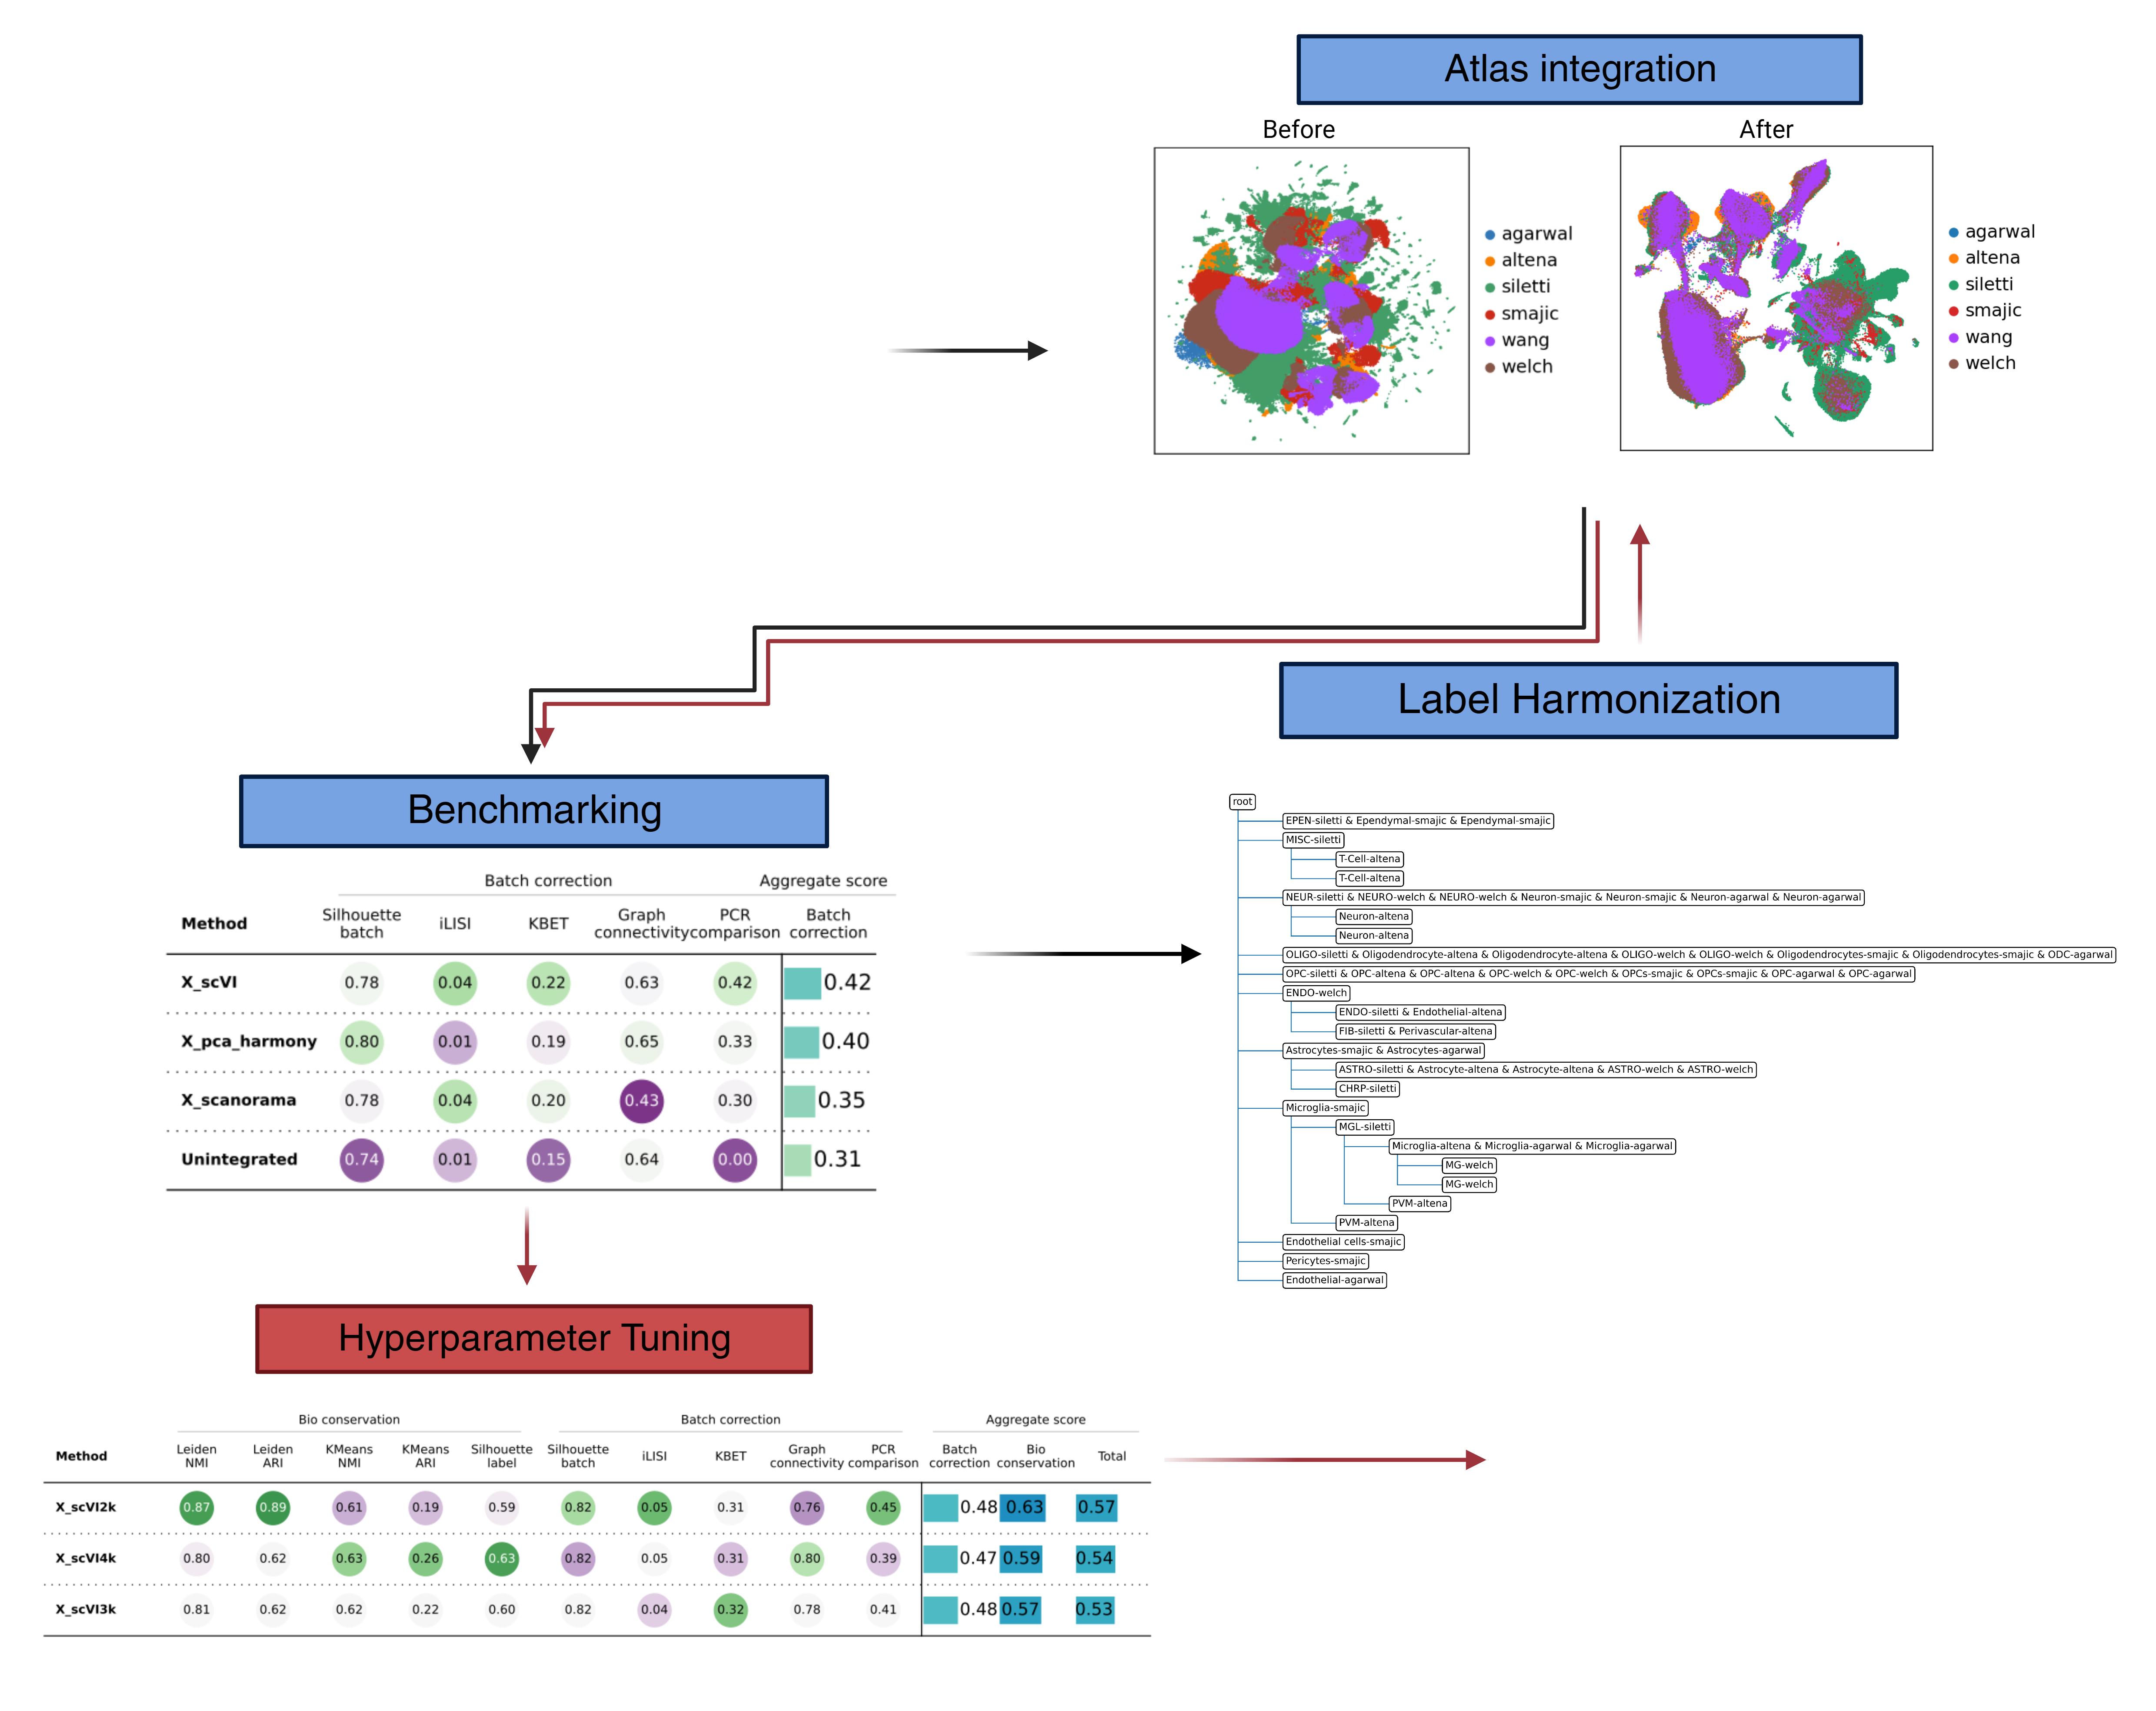 Atlas integration
Before
After
agarwal
altena
siletti
smajic
wang
welch
agarwal
altena
siletti
smajic
wang
welch
Label Harmonization
Benchmarking
Batch correction Aggregate score
Method Silhouette batch iLISI KBET Graph connectivity PCR comparison Batch correction
X_scVI 0.78 0.04 0.22 0.63 0.42 0.42
X_pca_harmony 0.80 0.01 0.19 0.65 0.33 0.40
X_scanorama 0.78 0.04 0.20 0.43 0.30 0.35
Unintegrated 0.74 0.01 0.15 0.64 0.00 0.31
root
EPEN-siletti & Ependymal-smajic & Ependymal-smajic
MISC-siletti
T-Cell-altena
T-Cell-altena
NEUR-siletti & NEURO-welch & NEURO-welch & Neuron-smajic & Neuron-smajic & Neuron-agarwal & Neuron-agarwal
Neuron-altena
Neuron-altena
OLIGO-siletti & Oligodendrocyte-altena & Oligodendrocyte-altena & OLIGO-welch & OLIGO-welch & Oligodendrocytes-smajic & Oligodendrocytes-smajic & ODC-agarwal
OPC-siletti & OPC-altena & OPC-altena & OPC-welch & OPC-welch & OPCs-smajic & OPCs-smajic & OPC-agarwal & OPC-agarwal
ENDO-welch
ENDO-siletti & Endothelial-altena
FIB-siletti & Perivascular-altena
Astrocytes-smajic & Astrocytes-agarwal
ASTRO-siletti & Astrocyte-altena & Astrocyte-altena & ASTRO-welch & ASTRO-welch
CHRP-siletti
Microglia-smajic
MGL-siletti
Microglia-altena & Microglia-agarwal & Microglia-agarwal
MG-welch
MG-welch
PVM-altena
PVM-altena
Endothelial cells-smajic
Pericytes-smajic
Endothelial-agarwal
Hyperparameter Tuning
Bio conservation Batch correction Aggregate score
Method Leiden NMI Leiden ARI KMeans NMI KMeans ARI Silhouette label Silhouette batch iLISI KBET Graph connectivity PCR comparison Batch correction Bio conservation Total
X_scVI2k 0.87 0.89 0.61 0.19 0.59 0.82 0.05 0.31 0.76 0.45 0.48 0.63 0.57
X_scVI4k 0.80 0.62 0.63 0.26 0.63 0.82 0.05 0.31 0.80 0.39 0.47 0.59 0.54
X_scVI3k 0.81 0.62 0.62 0.22 0.60 0.82 0.04 0.32 0.78 0.41 0.48 0.57 0.53